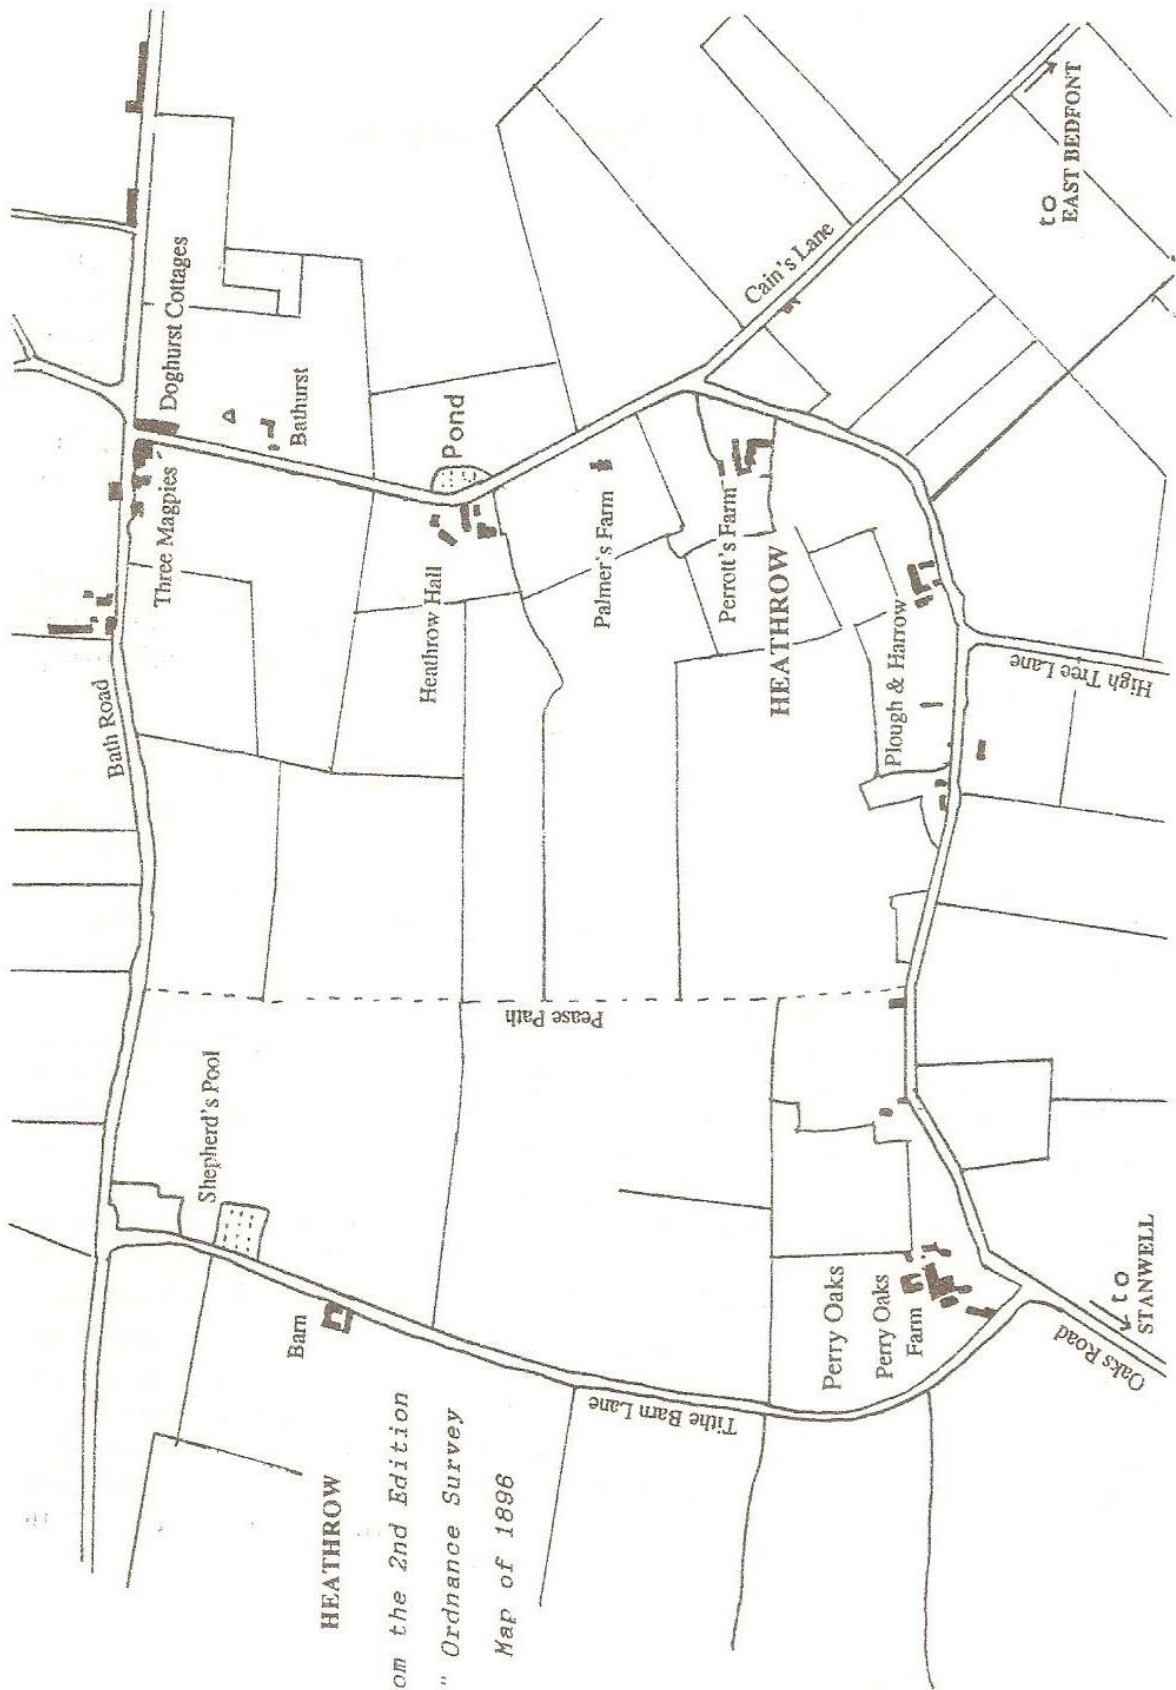 HEATHROW
om the 2nd Edition
" Ordnance Survey
Map of 1896
Bath Road
Three Magpies
Doghurst Cottages
Bathurst
Pond
Heathrow Hall
Shepherd's Pool
Barn
Pease Path
Palmer's Farm
Perrott's Farm
HEATHROW
Cain's Lane
to
EAST BEDFONT
Plough & Harrow
High Tree Lane
Tithe Barn Lane
Perry Oaks
Perry Oaks
Farm
Oaks Road
to
STANWELL